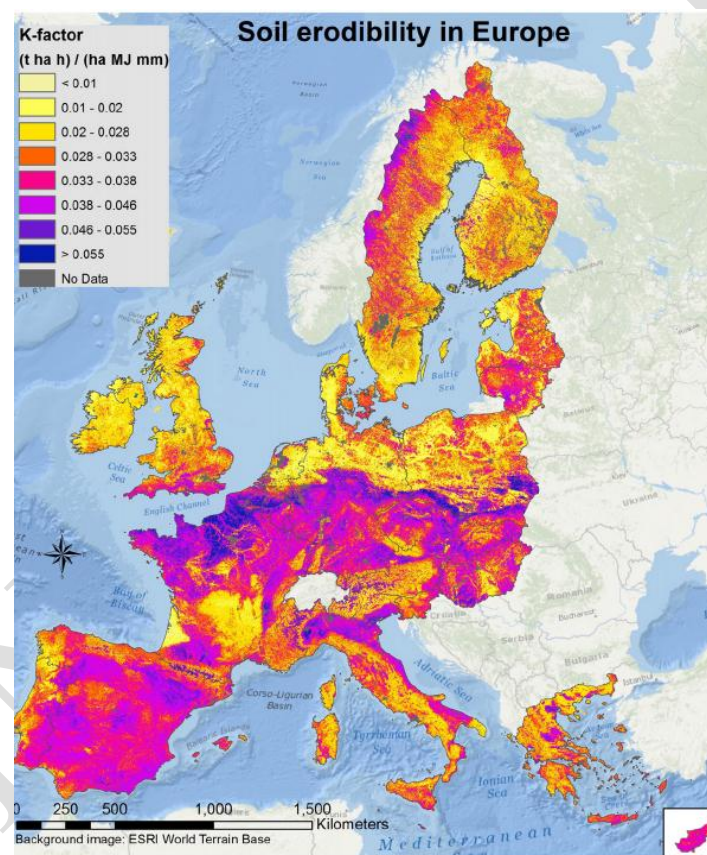 Soil erodibility in Europe
K-factor
(t ha h) / (ha MJ mm)
< 0.01
0.01 - 0.02
0.02 - 0.028
0.028 - 0.033
0.033 - 0.038
0.038 - 0.046
0.046 - 0.055
> 0.055
No Data
Norwegian
Basin
Norwegian
Sea
Gulf of
Bothnia
North
Sea
Baltic
Sea
Belarus
Celtic
Sea
English Channel
Ukraine
Bay of
Biscay
Romania
Bucharest
Croatia
Serbia
Bulgaria
Istanbul
Adriatic Sea
Corso-Ligurian
Basin
Balearic Islands
Tyrrhenian
Sea
Ionian
Sea
0 250 500 1,000 1,500
Kilometers
Background image: ESRI World Terrain Base
Mediterranean